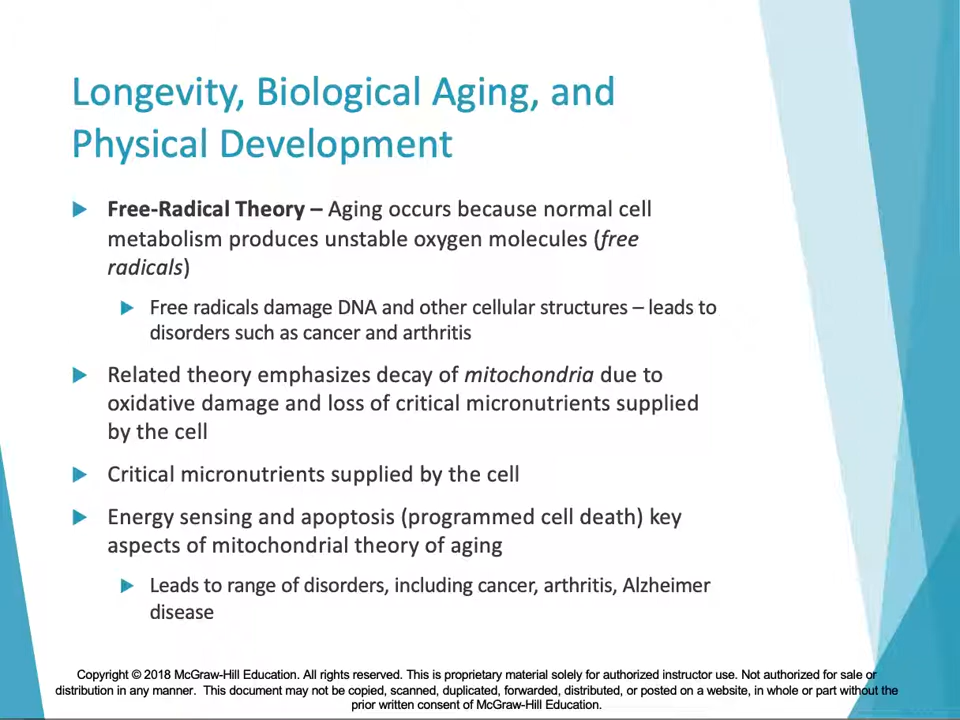 Longevity, Biological Aging, and
Physical Development
Free-Radical Theory – Aging occurs because normal cell
metabolism produces unstable oxygen molecules (free
radicals)
Free radicals damage DNA and other cellular structures – leads to
disorders such as cancer and arthritis
Related theory emphasizes decay of mitochondria due to
oxidative damage and loss of critical micronutrients supplied
by the cell
Critical micronutrients supplied by the cell
Energy sensing and apoptosis (programmed cell death) key
aspects of mitochondrial theory of aging
Leads to range of disorders, including cancer, arthritis, Alzheimer
disease
Copyright © 2018 McGraw-Hill Education. All rights reserved. This is proprietary material solely for authorized instructor use. Not authorized for sale or
distribution in any manner. This document may not be copied, scanned, duplicated, forwarded, distributed, or posted on a website, in whole or part without the
prior written consent of McGraw-Hill Education.